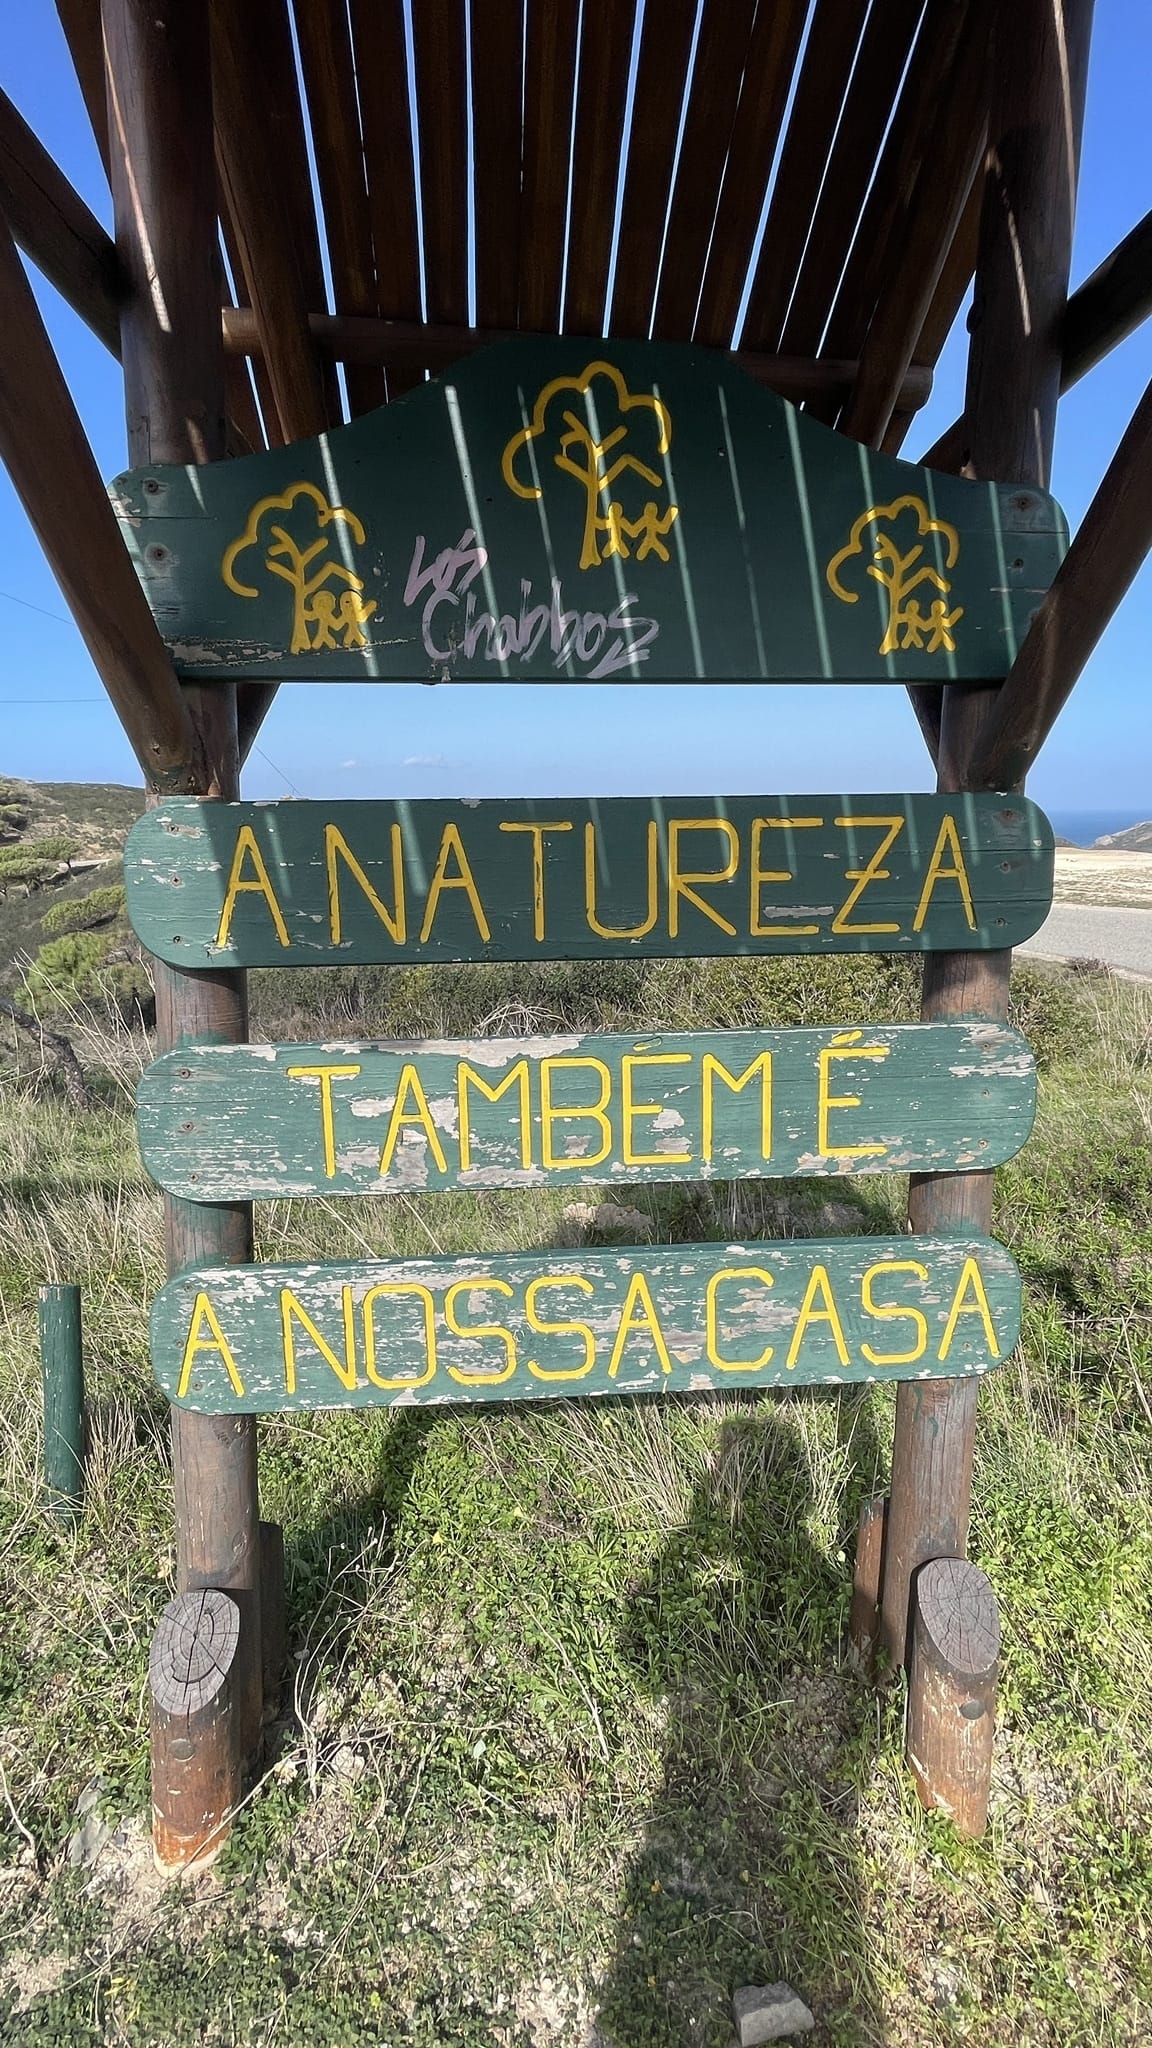 Los
Chabbos
A NATUREZA
TAMBÉM É
A NOSSA CASA